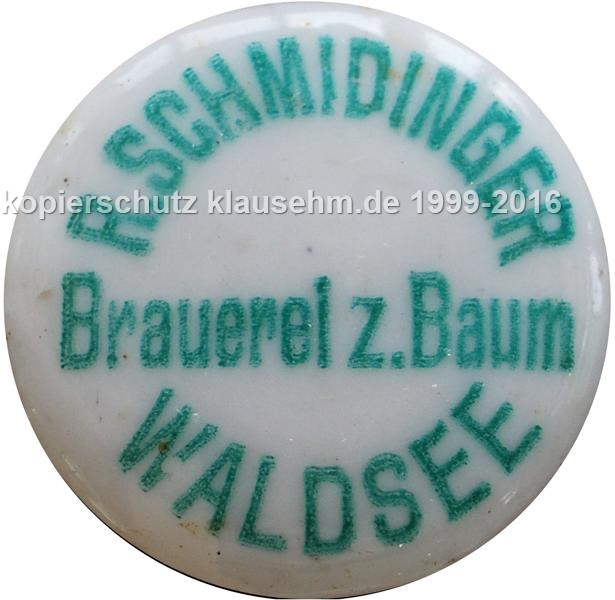 R. SCHMIDINGER
kopierschutz klausehm.de 1999-2016
Brauerei z. Baum
WALDSEE